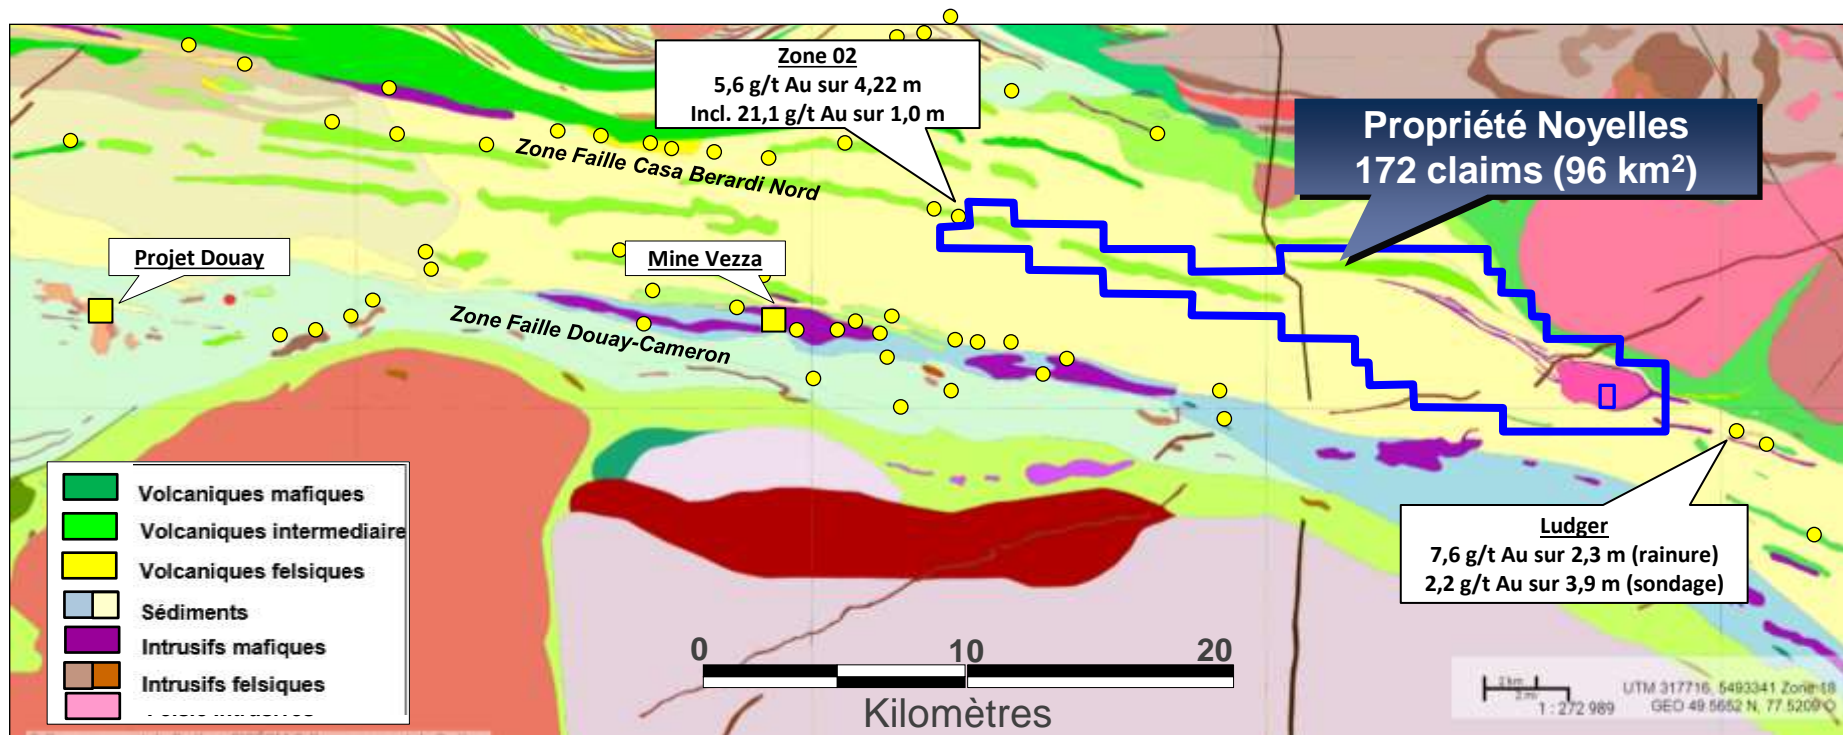 Zone 02
5,6 g/t Au sur 4,22 m
Incl. 21,1 g/t Au sur 1,0 m
Propriété Noyelles
172 claims (96 km²)
Zone Faille Casa Berardi Nord
Projet Douay
Mine Vezza
Zone Faille Douay-Cameron
Volcaniques mafiques
Volcaniques intermediaire
Volcaniques felsiques
Sédiments
Intrusifs mafiques
Intrusifs felsiques
Ludger
7,6 g/t Au sur 2,3 m (rainure)
2,2 g/t Au sur 3,9 m (sondage)
0 10 20
Kilomètres
2 km
2 mi
1 : 272 989
UTM 317716, 5493341 Zone 18
GEO 49.5652 N, 77.5209 O